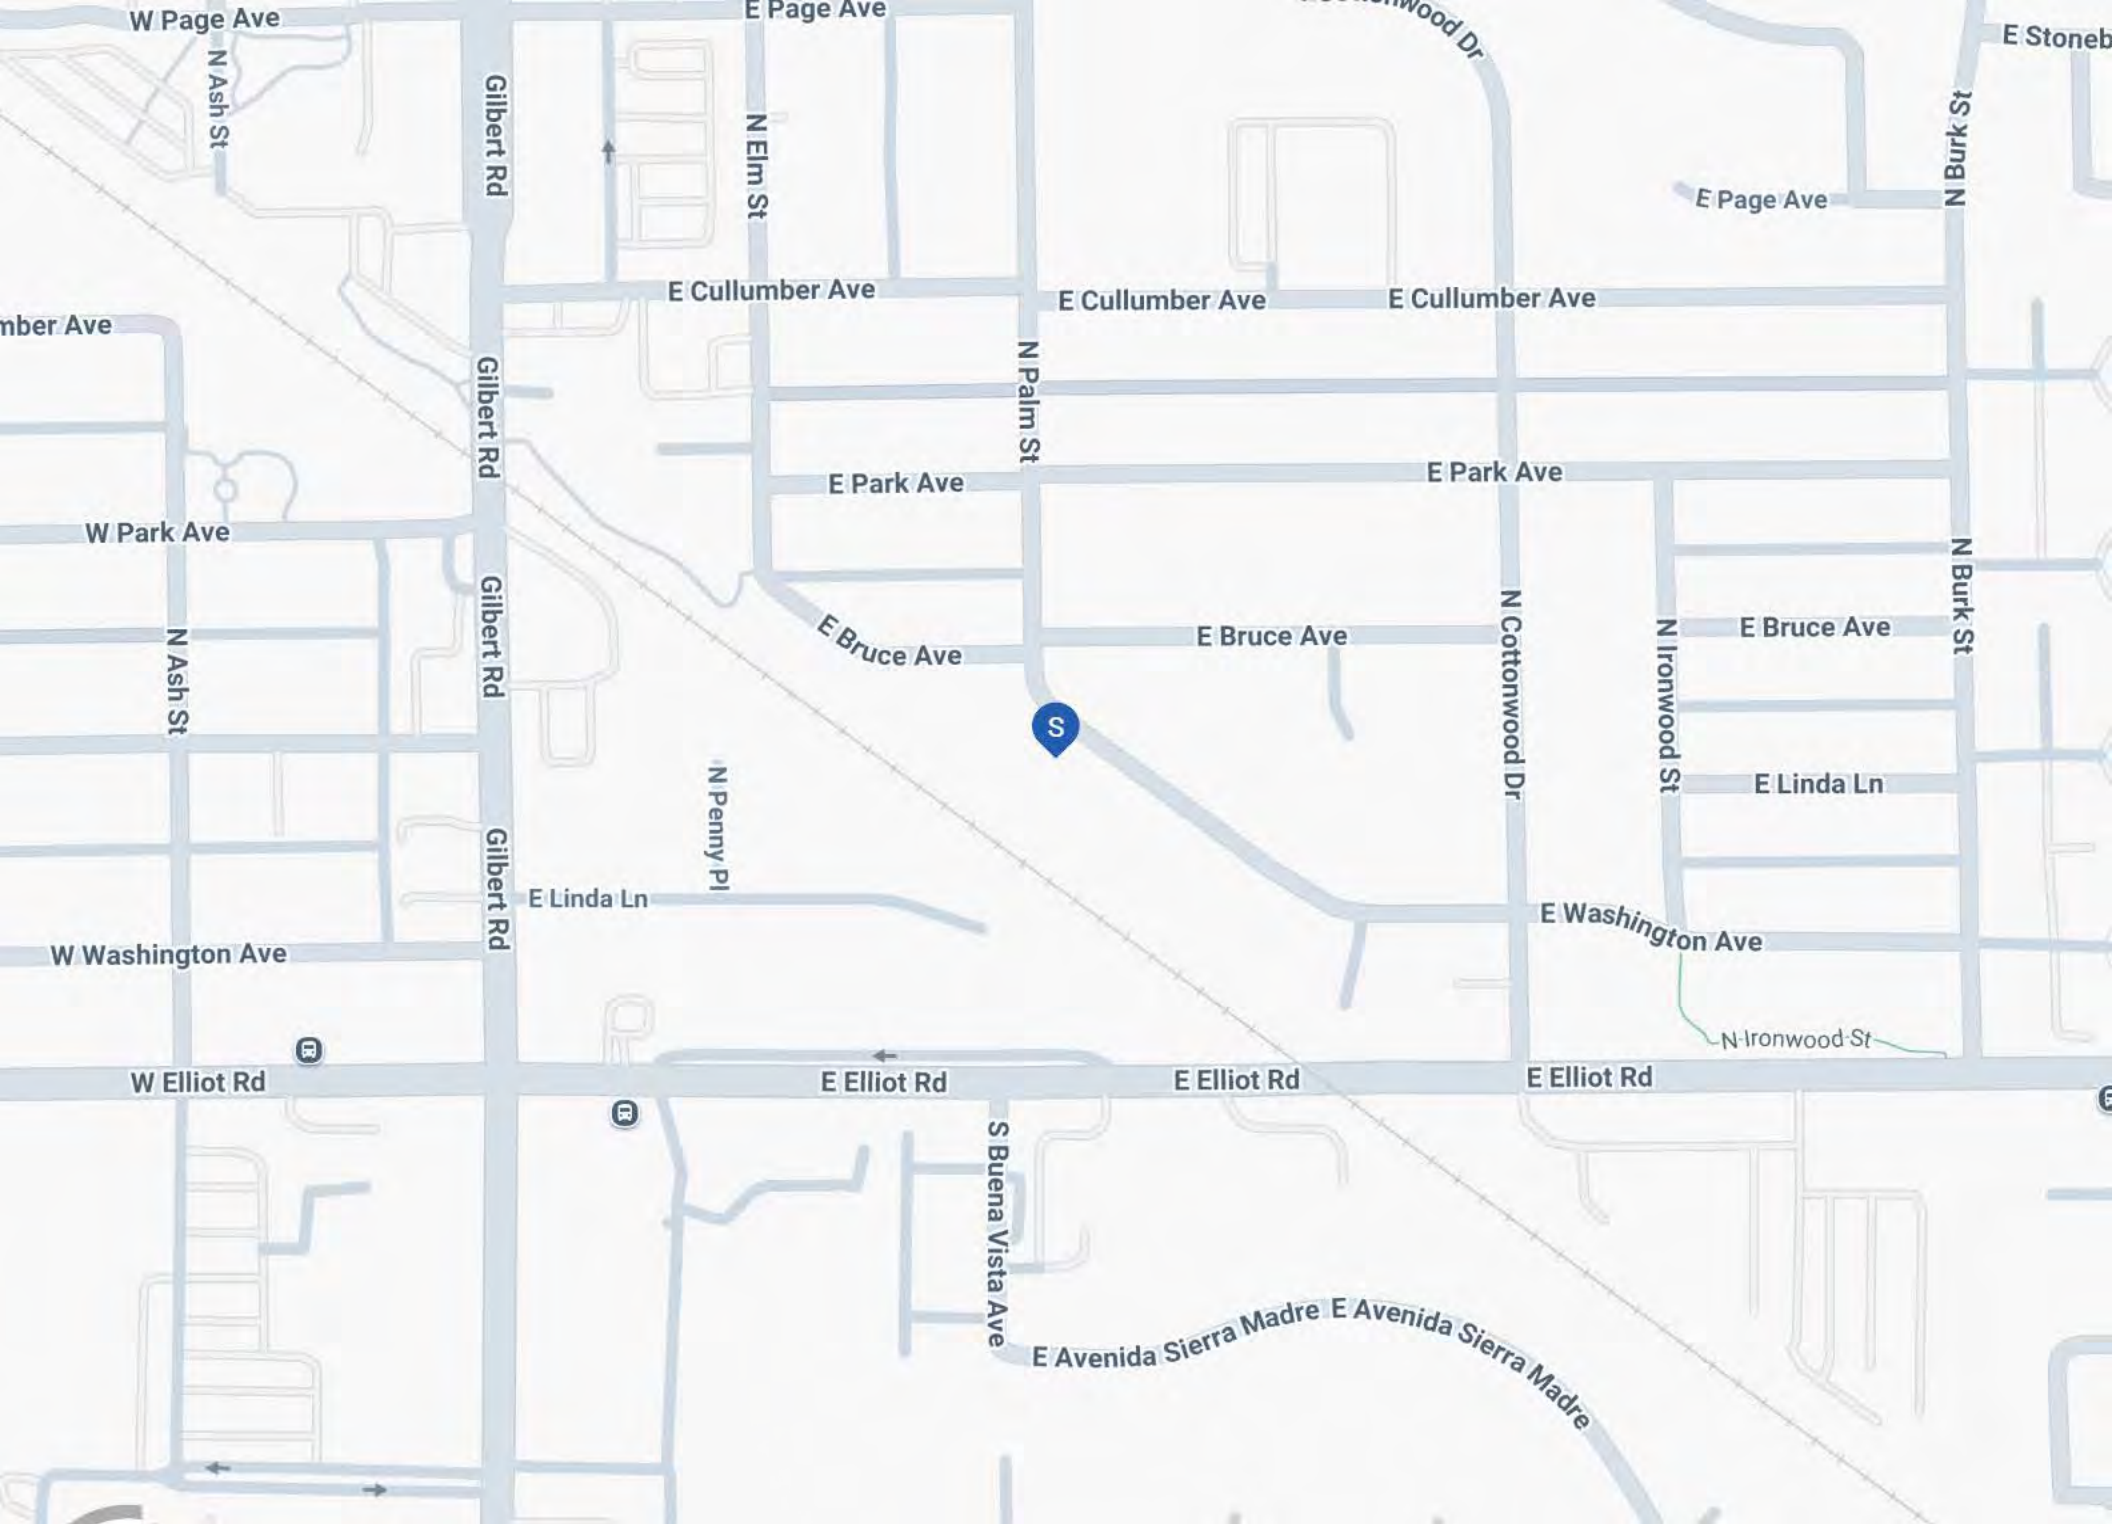 W Page Ave
E Page Ave
nwood Dr
E Stoneb
N Ash St
Gilbert Rd
N Elm St
N Burk St
E Page Ave
E Cullumber Ave
E Cullumber Ave
E Cullumber Ave
mber Ave
Gilbert Rd
N Palm St
E Park Ave
E Park Ave
W Park Ave
Gilbert Rd
N Ash St
E Bruce Ave
E Bruce Ave
N Cottonwood Dr
N Ironwood St
E Bruce Ave
N Burk St
S
N Penny Pl
E Linda Ln
Gilbert Rd
E Linda Ln
W Washington Ave
E Washington Ave
N Ironwood St
W Elliot Rd
E Elliot Rd
E Elliot Rd
E Elliot Rd
S Buena Vista Ave
E Avenida Sierra Madre
E Avenida Sierra Madre